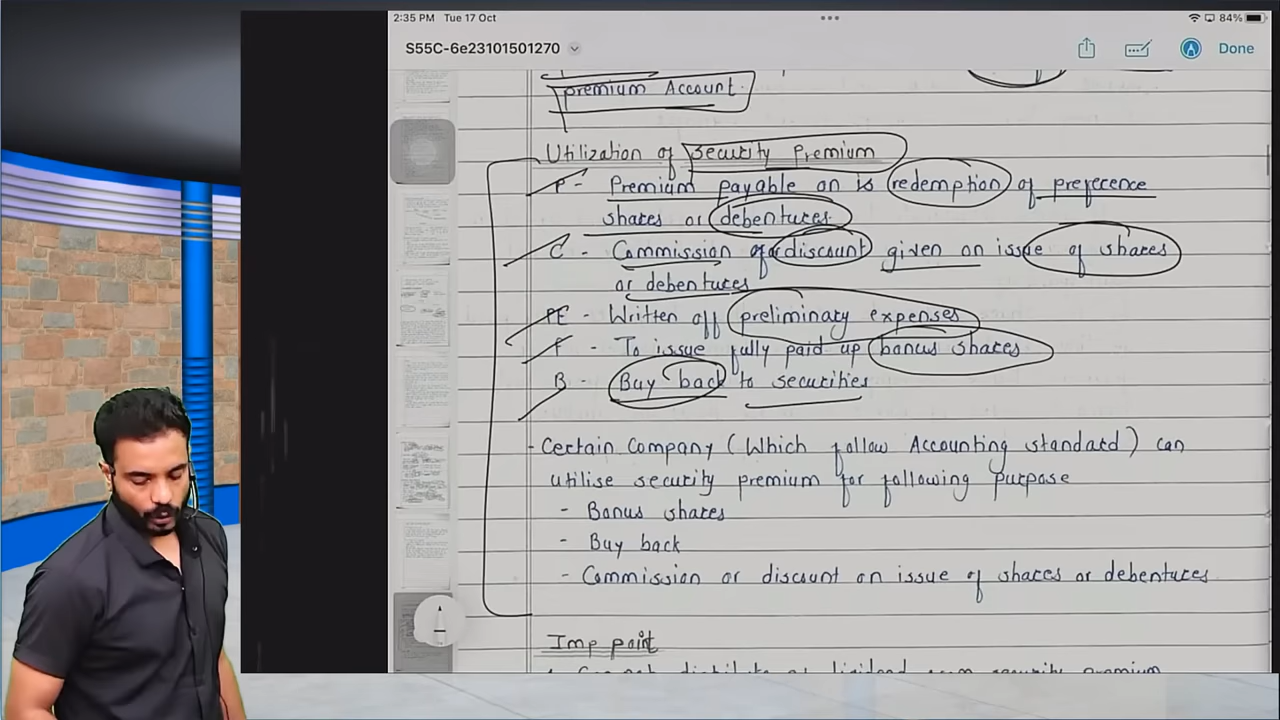 2:35 PM Tue 17 Oct
84%
S55C-6e23101501270
Done
premium Account.
Utilization of security Premium
P - Premium payable on is redemption of preference
shares or debentures.
C - Commission or discount given on issue of shares
or debentures
PE - Written off preliminary expenses
F - To issue fully paid up bonus shares
B - Buy back to securities
- Certain Company (Which follow Accounting standard) can
utilise security premium for following purpose
- Bonus shares
- Buy back
- Commission or discount on issue of shares or debentures
Imp point
security premium